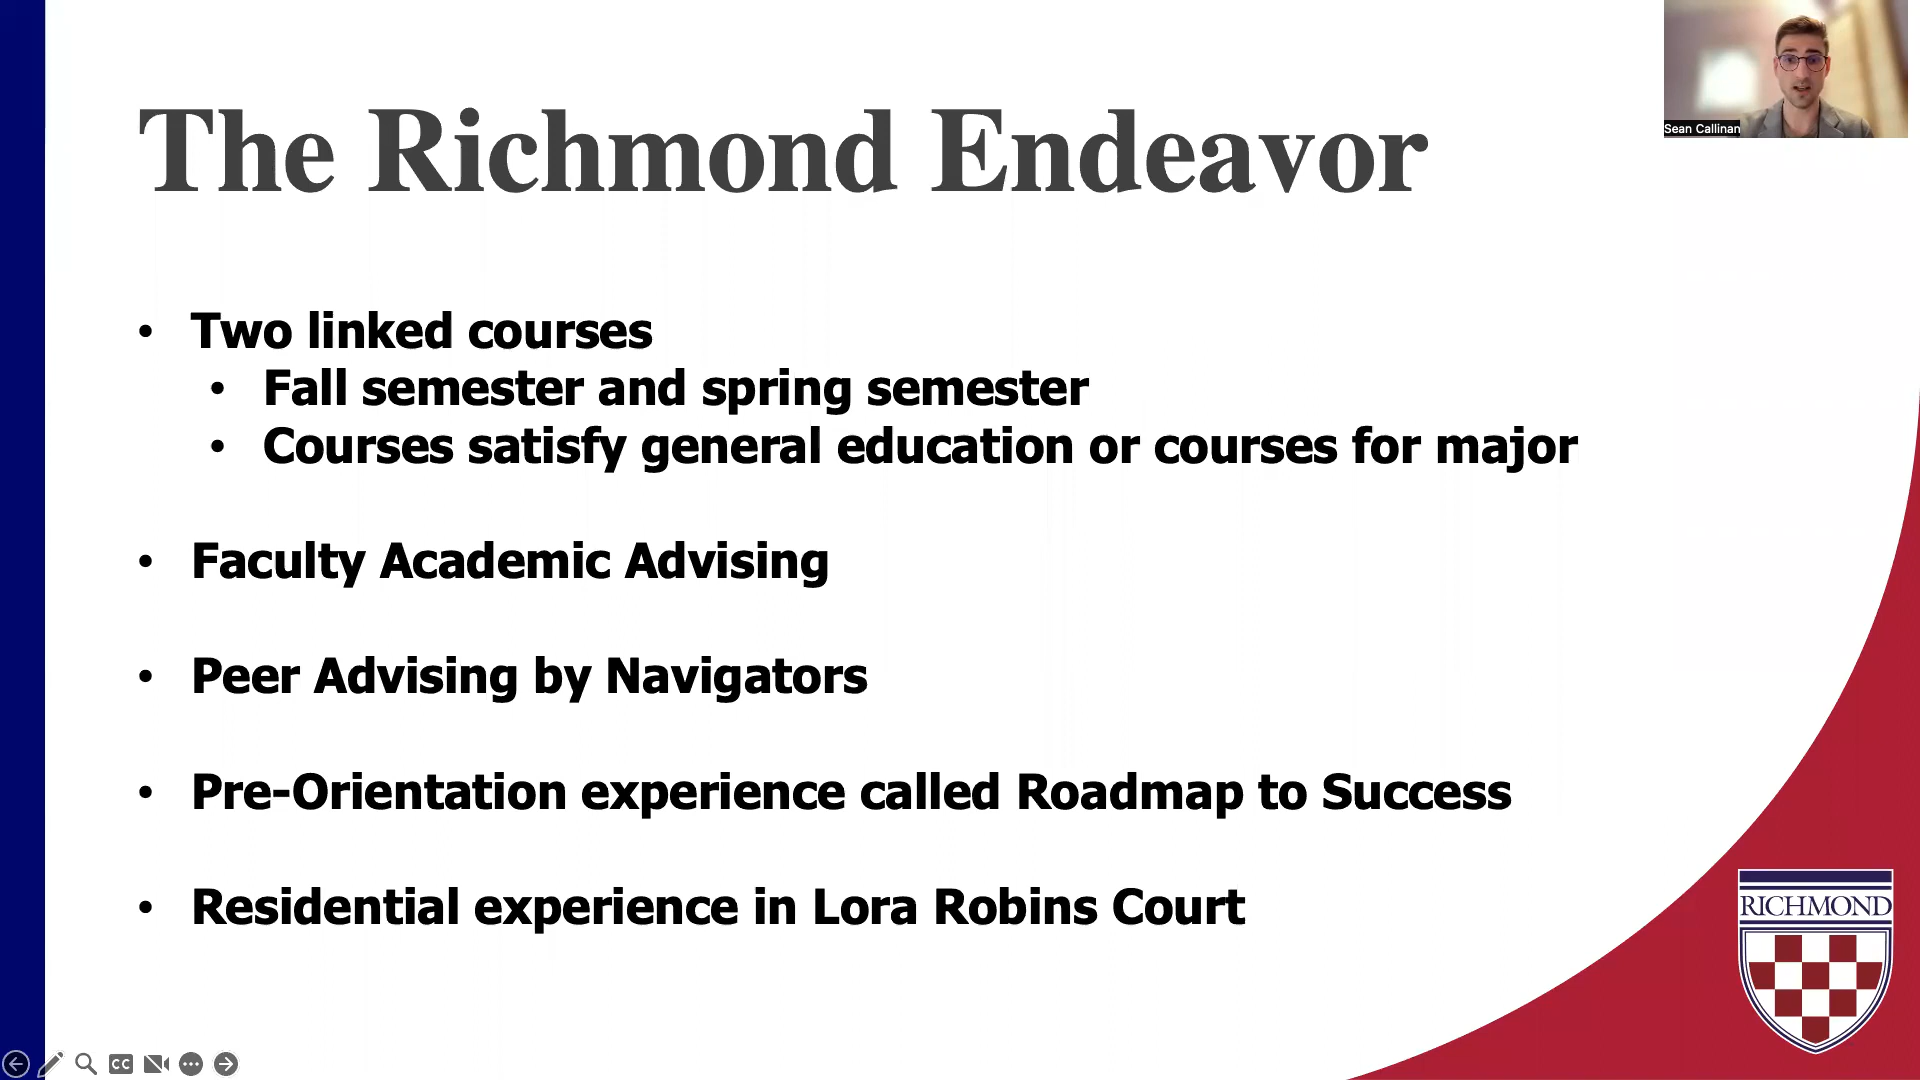 The Richmond Endeavor
Sean Callinan
• Two linked courses
• Fall semester and spring semester
• Courses satisfy general education or courses for major
• Faculty Academic Advising
• Peer Advising by Navigators
• Pre-Orientation experience called Roadmap to Success
• Residential experience in Lora Robins Court
RICHMOND
CC